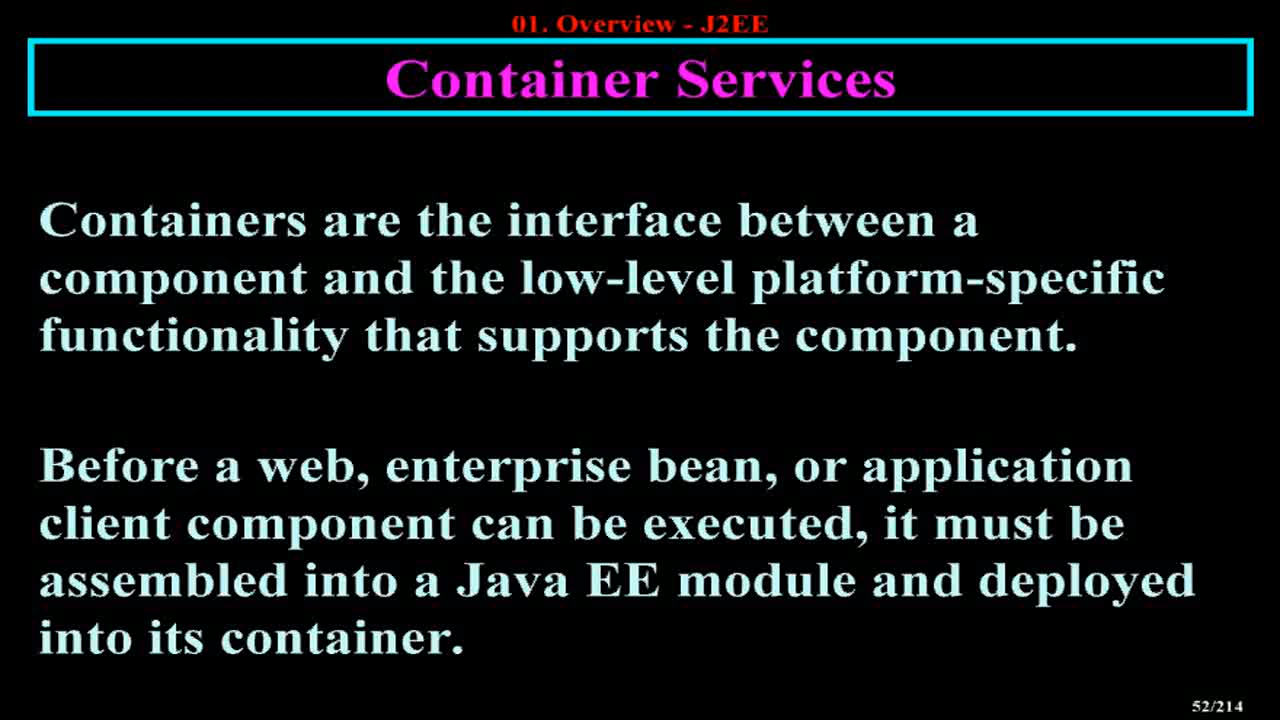 01. Overview - J2EE
Container Services
Containers are the interface between a
component and the low-level platform-specific
functionality that supports the component.
Before a web, enterprise bean, or application
client component can be executed, it must be
assembled into a Java EE module and deployed
into its container.
52/214